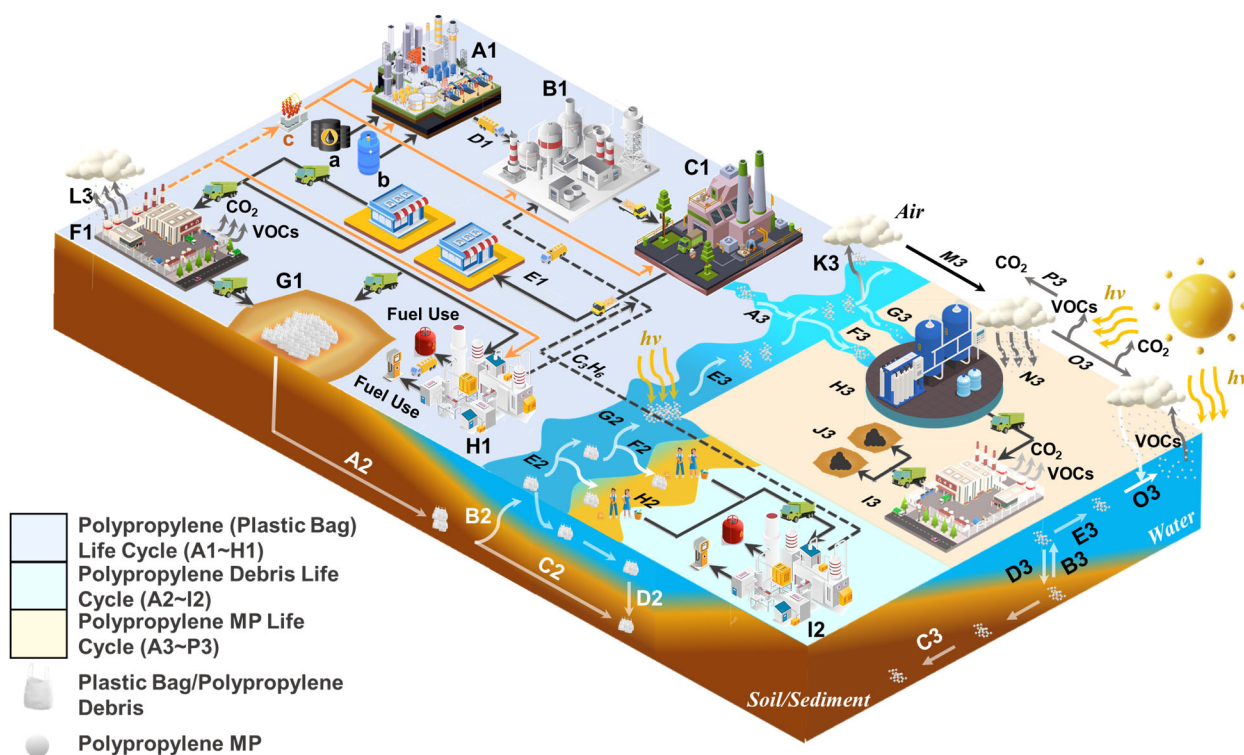 A1
B1
D1
C1
c
a
b
L3
CO₂
VOCs
F1
G1
E1
Air
K3
M3
CO₂
P3
VOCs
hν
CO₂
O3
A3
G3
F3
N3
hν
Fuel Use
Fuel Use
C₃H₆
hν
E3
H3
H1
G2
F2
E2
H2
J3
I3
CO₂
VOCs
VOCs
O3
Water
E3
D3
B3
C3
A2
B2
C2
D2
I2
Soil/Sediment
Polypropylene (Plastic Bag)
Life Cycle (A1~H1)
Polypropylene Debris Life
Cycle (A2~I2)
Polypropylene MP Life
Cycle (A3~P3)
Plastic Bag/Polypropylene
Debris
Polypropylene MP